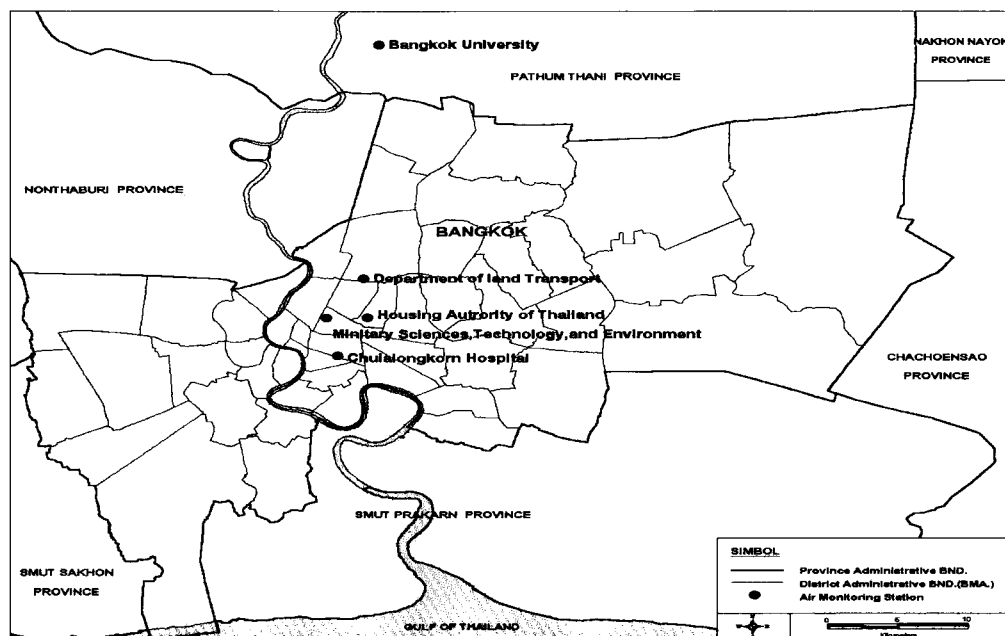 Bangkok University
NAKHON NAYOK
PROVINCE
PATHUM THANI PROVINCE
NONTHABURI PROVINCE
BANGKOK
Department of land Transport
Housing Autrority of Thailand
Minitary Sciences,Technology,and Environment
Chulalongkorn Hospital
CHACHOENSAO
PROVINCE
SMUT PRAKARN PROVINCE
SMUT SAKHON
PROVINCE
GULF OF THAILAND
SIMBOL
Province Administrative BND.
District Administrative BND.(BMA.)
Air Monitoring Station
0 5 10